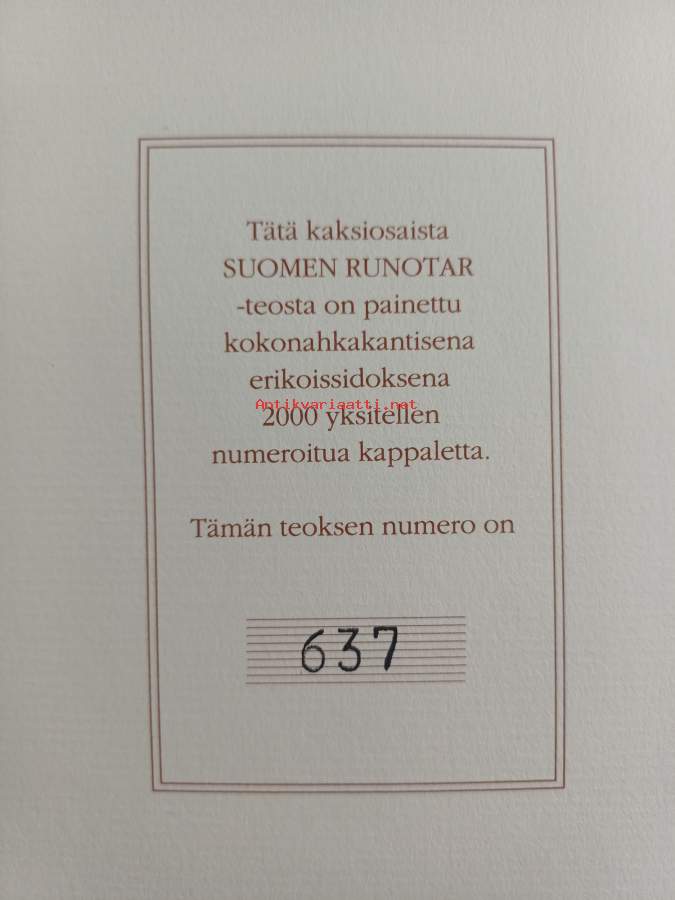 Tätä kaksiosaista
SUOMEN RUNOTAR
-teosta on painettu
kokonahkakantisena
erikoissidoksena
Antikvariaatti.net
2000 yksitellen
numeroitua kappaletta.
Tämän teoksen numero on
637